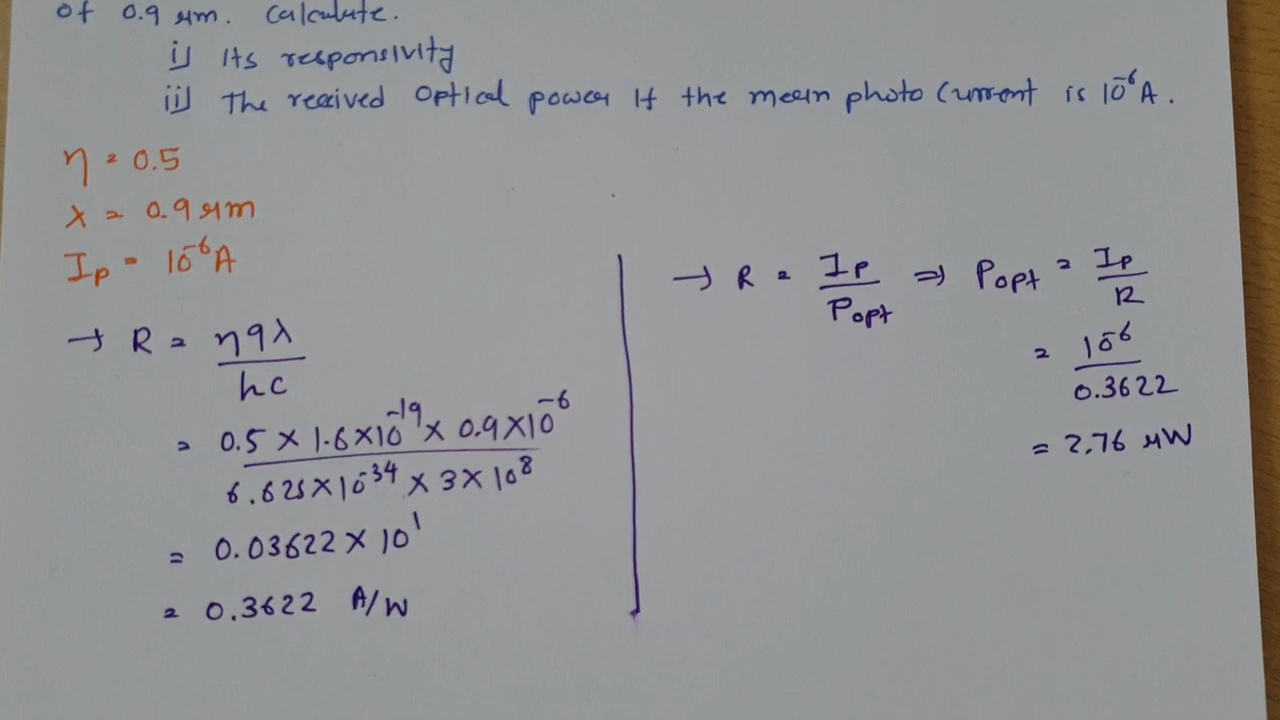 of 0.9 μm. Calculate.
i) Its responsivity
ii) The received optical power if the mean photo current is 10⁻⁶A.
η = 0.5
λ = 0.9 μm
Ip = 10⁻⁶A
→ R = ηqλ / hc
= 0.5 × 1.6×10⁻¹⁹ × 0.9×10⁻⁶ / 6.625×10⁻³⁴ × 3×10⁸
= 0.03622 × 10¹
= 0.3622 A/W
→ R = Ip / Popt ⇒ Popt = Ip / R
= 10⁻⁶ / 0.3622
= 2.76 μW